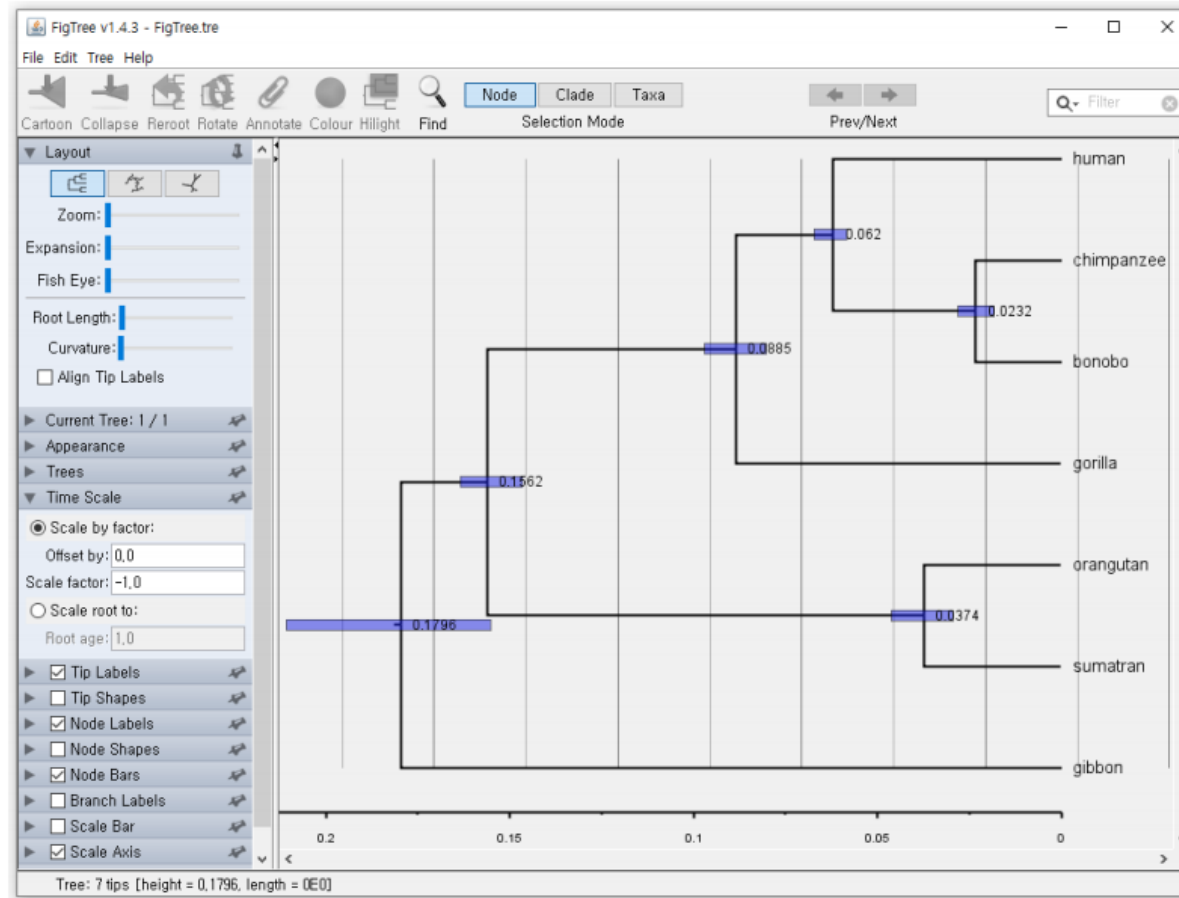 FigTree v1.4.3 - FigTree.tre
File Edit Tree Help
Cartoon Collapse Reroot Rotate Annotate Colour Hilight Find
Node Clade Taxa
Selection Mode
Prev/Next
Filter
Layout
Zoom:
Expansion:
Fish Eye:
Root Length:
Curvature:
Align Tip Labels
Current Tree: 1 / 1
Appearance
Trees
Time Scale
Scale by factor:
Offset by: 0,0
Scale factor: -1,0
Scale root to:
Root age: 1,0
Tip Labels
Tip Shapes
Node Labels
Node Shapes
Node Bars
Branch Labels
Scale Bar
Scale Axis
human
0.062
chimpanzee
0.0232
0.0885
bonobo
gorilla
0.1562
orangutan
0.0374
0.1796
sumatran
gibbon
0.2 0.15 0.1 0.05 0
Tree: 7 tips [height = 0,1796, length = 0E0]